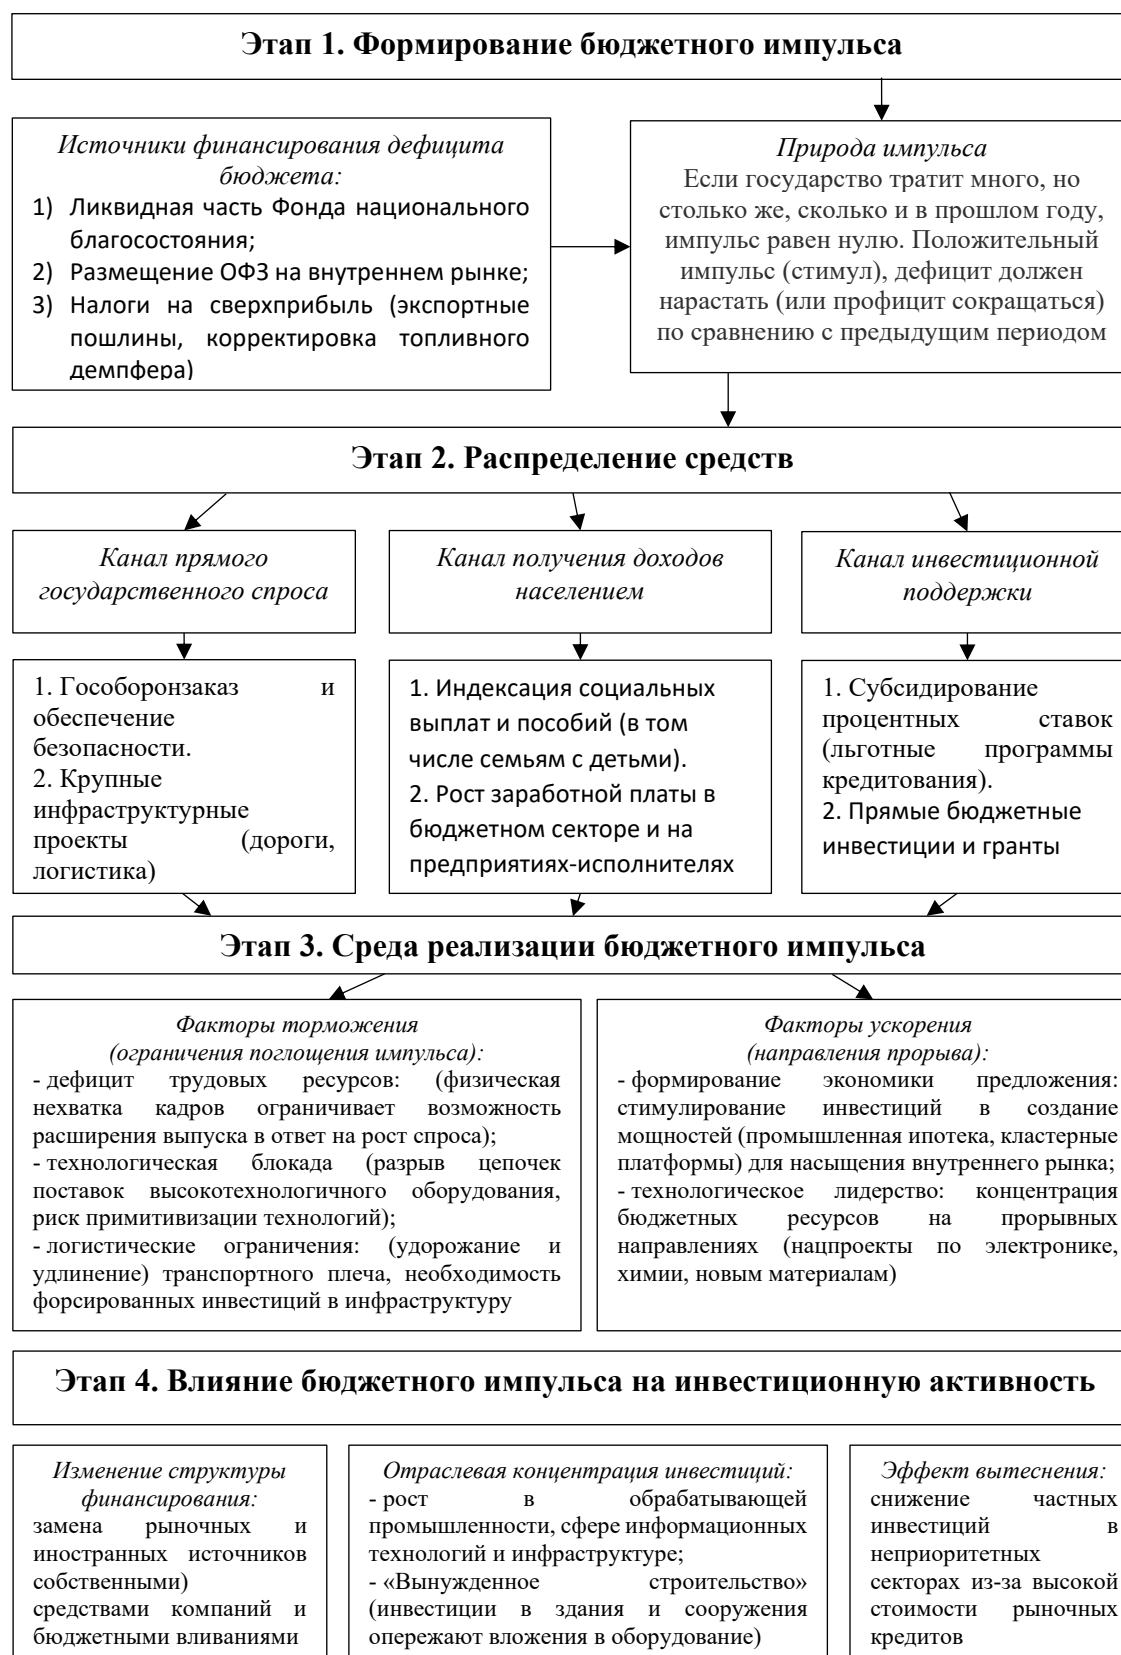 Этап 1. Формирование бюджетного импульса
Источники финансирования дефицита
бюджета:
1) Ликвидная часть Фонда национального
благосостояния;
2) Размещение ОФЗ на внутреннем рынке;
3) Налоги на сверхприбыль (экспортные
пошлины, корректировка топливного
демпфера)
Природа импульса
Если государство тратит много, но
столько же, сколько и в прошлом году,
импульс равен нулю. Положительный
импульс (стимул), дефицит должен
нарастать (или профицит сокращаться)
по сравнению с предыдущим периодом
Этап 2. Распределение средств
Канал прямого
государственного спроса
Канал получения доходов
населением
Канал инвестиционной
поддержки
1. Гособоронзаказ и
обеспечение
безопасности.
2. Крупные
инфраструктурные
проекты (дороги,
логистика)
1. Индексация социальных
выплат и пособий (в том
числе семьям с детьми).
2. Рост заработной платы в
бюджетном секторе и на
предприятиях-исполнителях
1. Субсидирование
процентных ставок
(льготные программы
кредитования).
2. Прямые бюджетные
инвестиции и гранты
Этап 3. Среда реализации бюджетного импульса
Факторы торможения
(ограничения поглощения импульса):
- дефицит трудовых ресурсов: (физическая
нехватка кадров ограничивает возможность
расширения выпуска в ответ на рост спроса);
- технологическая блокада (разрыв цепочек
поставок высокотехнологичного оборудования,
риск примитивизации технологий);
- логистические ограничения: (удорожание и
удлинение) транспортного плеча, необходимость
форсированных инвестиций в инфраструктуру
Факторы ускорения
(направления прорыва):
- формирование экономики предложения:
стимулирование инвестиций в создание
мощностей (промышленная ипотека, кластерные
платформы) для насыщения внутреннего рынка;
- технологическое лидерство: концентрация
бюджетных ресурсов на прорывных
направлениях (нацпроекты по электронике,
химии, новым материалам)
Этап 4. Влияние бюджетного импульса на инвестиционную активность
Изменение структуры
финансирования:
замена рыночных и
иностранных источников
собственными)
средствами компаний и
бюджетными вливаниями
Отраслевая концентрация инвестиций:
- рост в обрабатывающей
промышленности, сфере информационных
технологий и инфраструктуре;
- «Вынужденное строительство»
(инвестиции в здания и сооружения
опережают вложения в оборудование)
Эффект вытеснения:
снижение частных
инвестиций в
неприоритетных
секторах из-за высокой
стоимости рыночных
кредитов